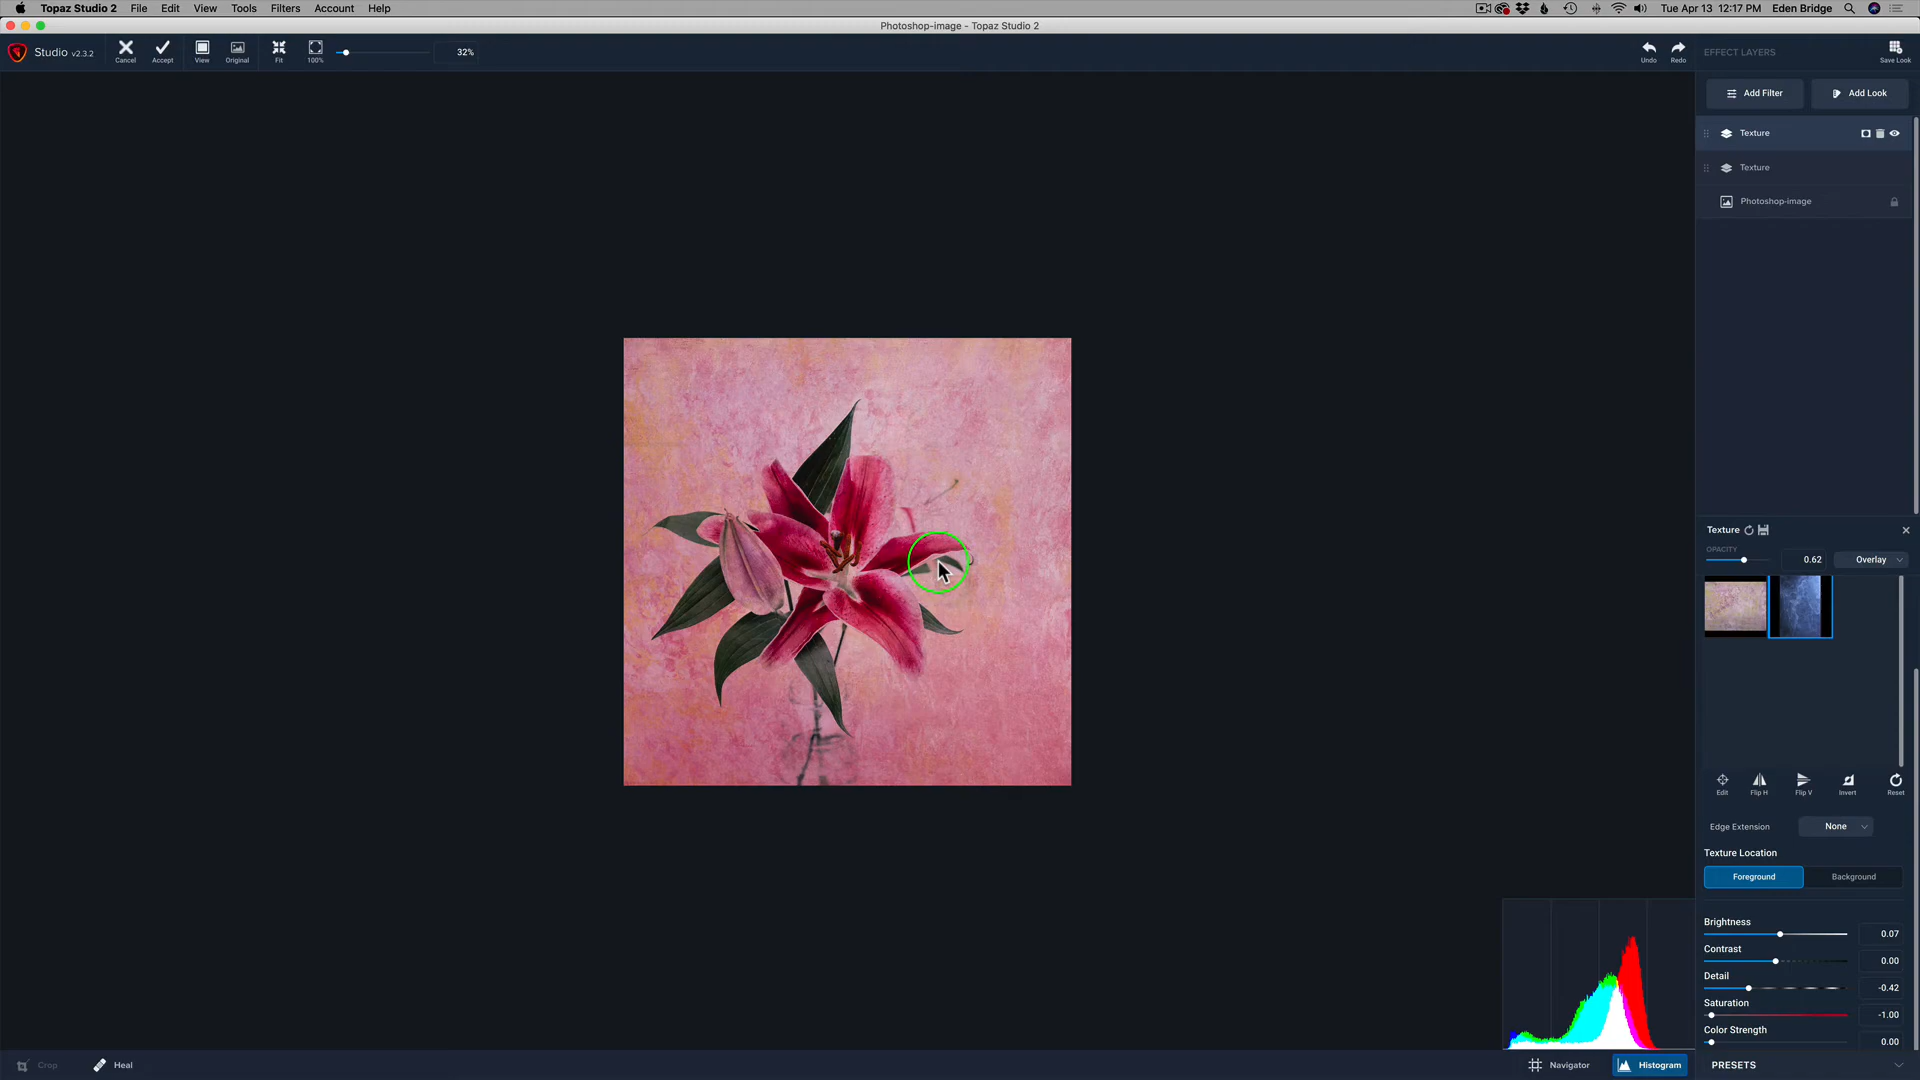 Topaz Studio 2 File Edit View Tools Filters Account Help
Tue Apr 13 12:17 PM Eden Bridge
Photoshop-image - Topaz Studio 2
Studio v2.3.2
Cancel Accept View Original Fit 100% 32%
Undo Redo
EFFECT LAYERS
Save Look
Add Filter Add Look
Texture
Texture
Photoshop-image
Texture
OPACITY 0.62 Overlay
Edit Flip H Flip V Invert Reset
Edge Extension None
Texture Location
Foreground Background
Brightness
0.07
Contrast
0.00
Detail
-0.42
Saturation
-1.00
Color Strength
0.00
Crop Heal
Navigator Histogram
PRESETS